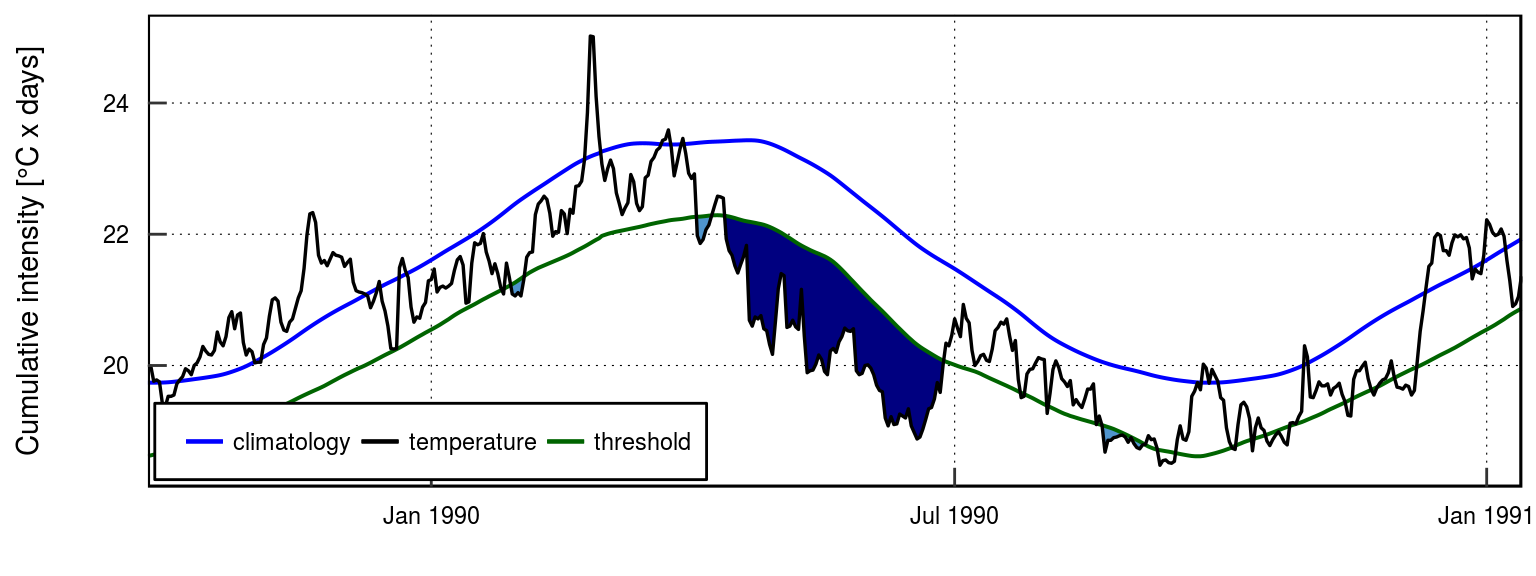 Cumulative intensity [°C x days]
24
22
20
climatology temperature threshold
Jan 1990 Jul 1990 Jan 1991